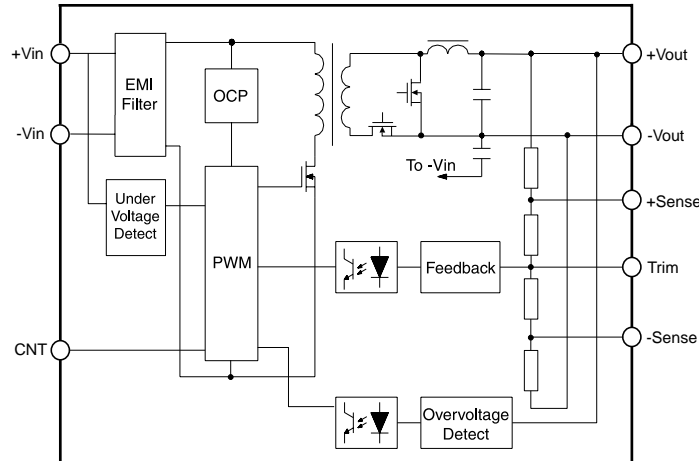 +Vin
EMI
Filter
OCP
+Vout
-Vin
-Vout
To -Vin
Under
Voltage
Detect
+Sense
PWM
Feedback
Trim
CNT
-Sense
Overvoltage
Detect